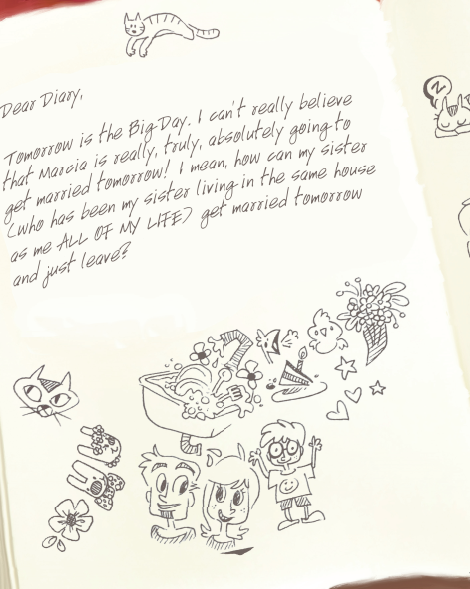 Dear Diary,
Tomorrow is the Big Day. I can't really believe
that Marcia is really, truly, absolutely going to
get married tomorrow! I mean, how can my sister
(who has been my sister living in the same house
as me ALL OF MY LIFE) get married tomorrow
and just leave?
Z